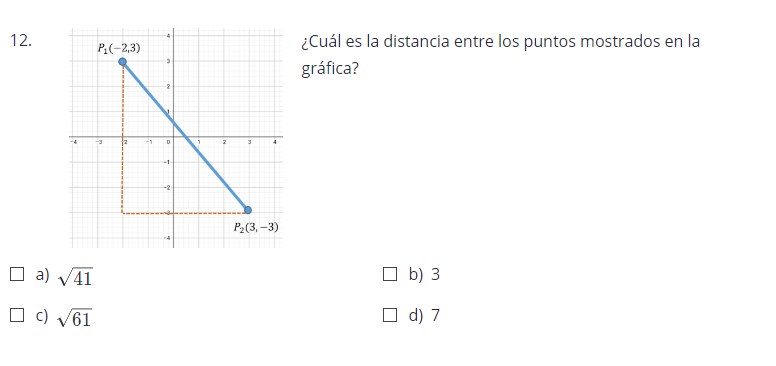 12.
P₁(−2,3)
¿Cuál es la distancia entre los puntos mostrados en la
gráfica?
4
3
2
1
-4 -3 -2 -1 0 1 2 3 4
-1
-2
-3
-4
P₂(3,−3)
a) √41
b) 3
c) √61
d) 7